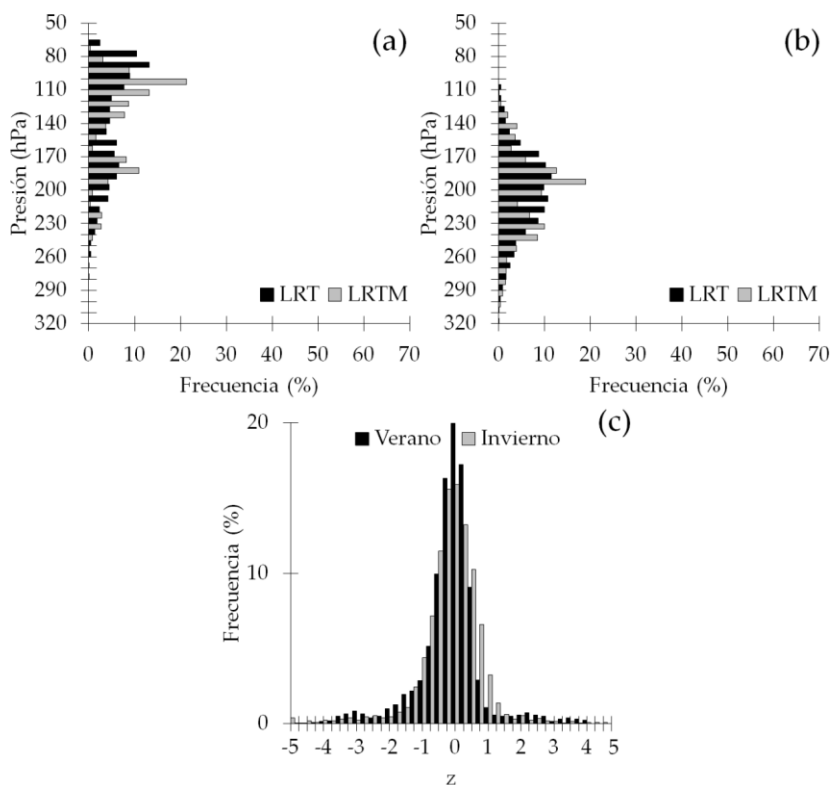 (a)
Presión (hPa)
50
80
110
140
170
200
230
260
290
320
LRT LRTM
0 10 20 30 40 50 60 70
Frecuencia (%)
(b)
Presión (hPa)
50
80
110
140
170
200
230
260
290
320
LRT LRTM
0 10 20 30 40 50 60 70
Frecuencia (%)
(c)
Verano Invierno
Frecuencia (%)
20
10
0
-5 -4 -3 -2 -1 0 1 2 3 4 5
z